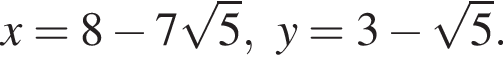 x = 8 − 7√5, y = 3 − √5.